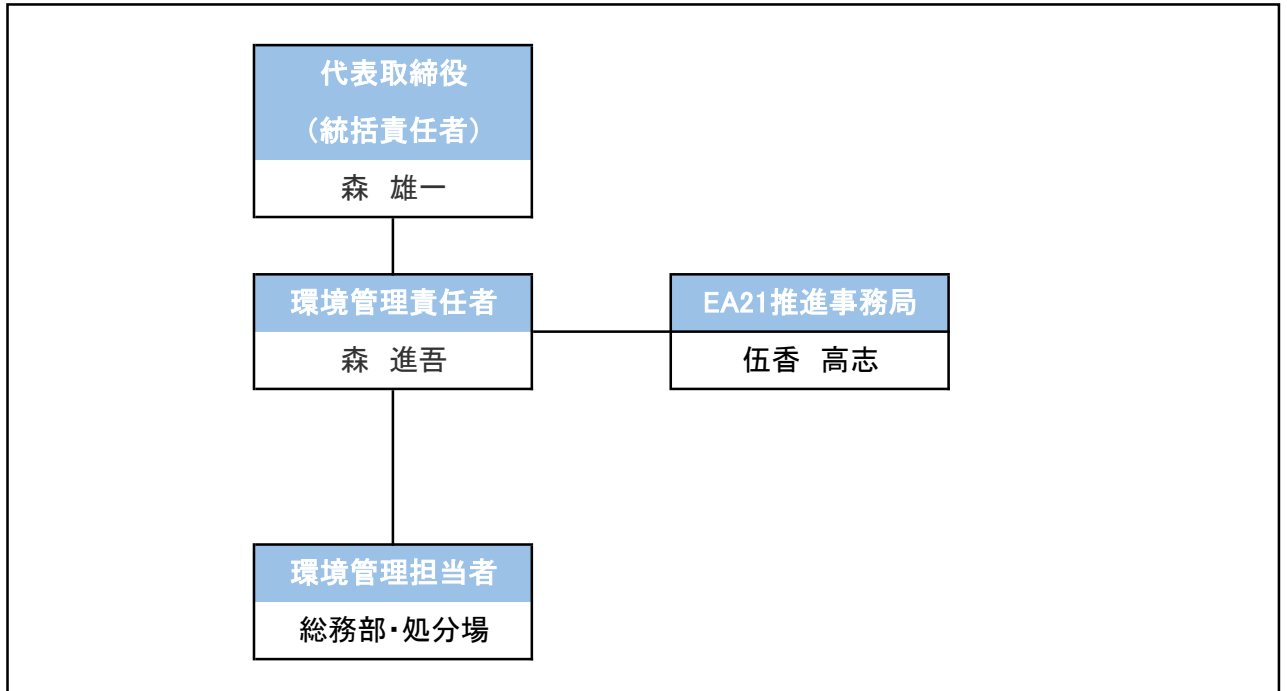 代表取締役
（統括責任者）
森　雄一
環境管理責任者
森　進吾
EA21推進事務局
伍香　高志
環境管理担当者
総務部・処分場